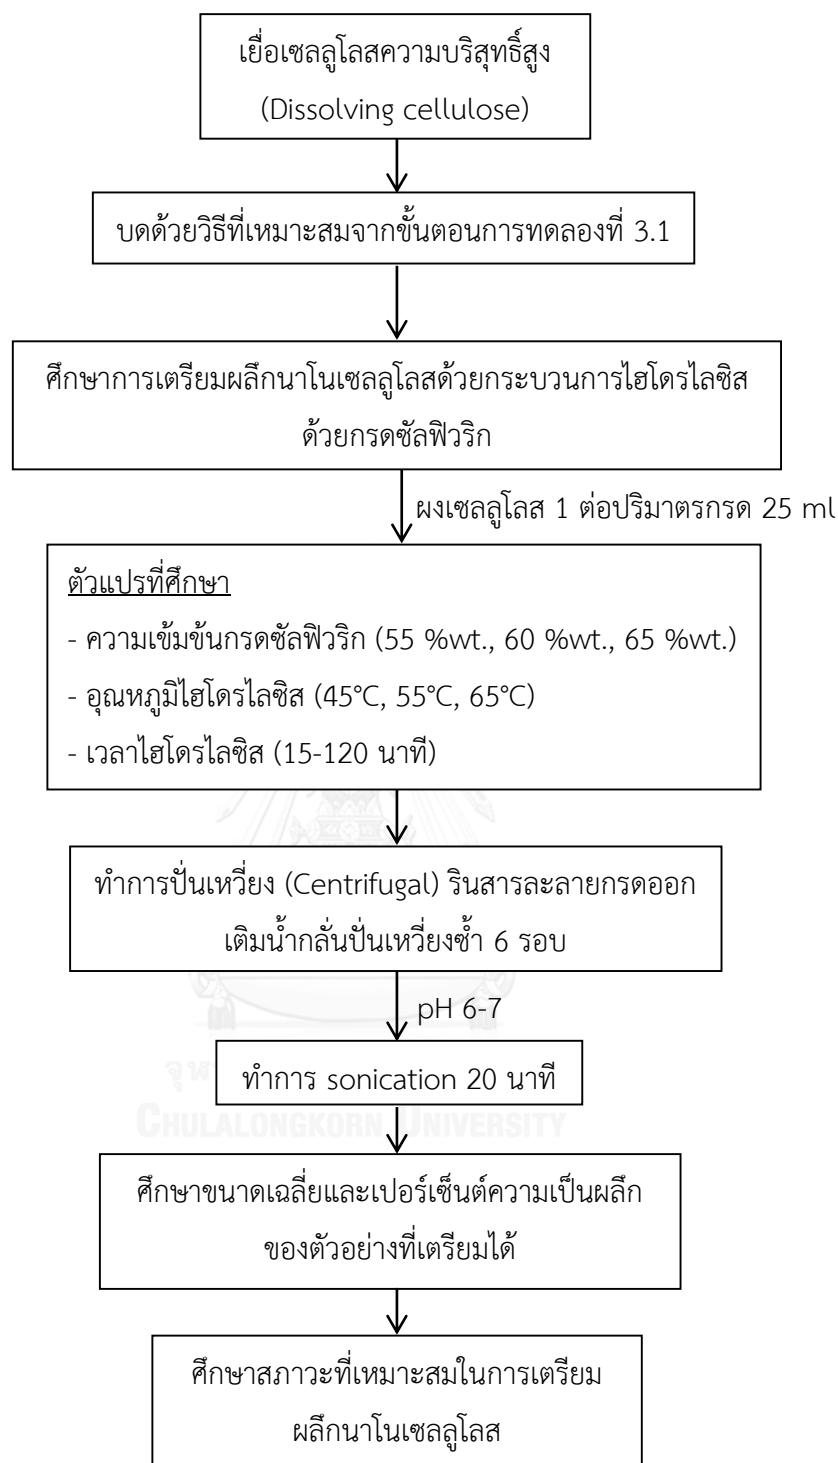 เยื่อเซลลูโลสความบริสุทธิ์สูง
(Dissolving cellulose)
บดด้วยวิธีที่เหมาะสมจากขั้นตอนการทดลองที่ 3.1
ศึกษาการเตรียมผลึกนาโนเซลลูโลสด้วยกระบวนการไฮโดรไลซิส
ด้วยกรดซัลฟิวริก
ผงเซลลูโลส 1 ต่อปริมาตรกรด 25 ml
ตัวแปรที่ศึกษา
- ความเข้มข้นกรดซัลฟิวริก (55 %wt., 60 %wt., 65 %wt.)
- อุณหภูมิไฮโดรไลซิส (45°C, 55°C, 65°C)
- เวลาไฮโดรไลซิส (15-120 นาที)
ทำการปั่นเหวี่ยง (Centrifugal) รินสารละลายกรดออก
เติมน้ำกลั่นปั่นเหวี่ยงซ้ำ 6 รอบ
pH 6-7
ทำการ sonication 20 นาที
CHULALONGKORN UNIVERSITY
ศึกษาขนาดเฉลี่ยและเปอร์เซ็นต์ความเป็นผลึก
ของตัวอย่างที่เตรียมได้
ศึกษาสภาวะที่เหมาะสมในการเตรียม
ผลึกนาโนเซลลูโลส